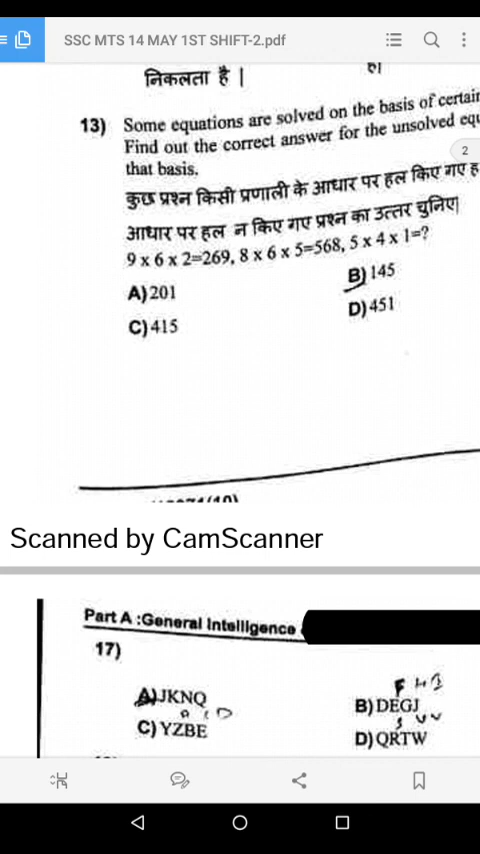 SSC MTS 14 MAY 1ST SHIFT-2.pdf
निकलता है |
13) Some equations are solved on the basis of certain
Find out the correct answer for the unsolved equ
2
that basis.
कुछ प्रश्न किसी प्रणाली के आधार पर हल किए गए ह
आधार पर हल न किए गए प्रश्न का उत्तर चुनिए|
9 x 6 x 2=269, 8 x 6 x 5=568, 5 x 4 x 1=?
A) 201
B) 145
C) 415
D) 451
Scanned by CamScanner
Part A :General Intelligence
17)
A) JKNQ
B) DEGJ
C) YZBE
D) QRTW